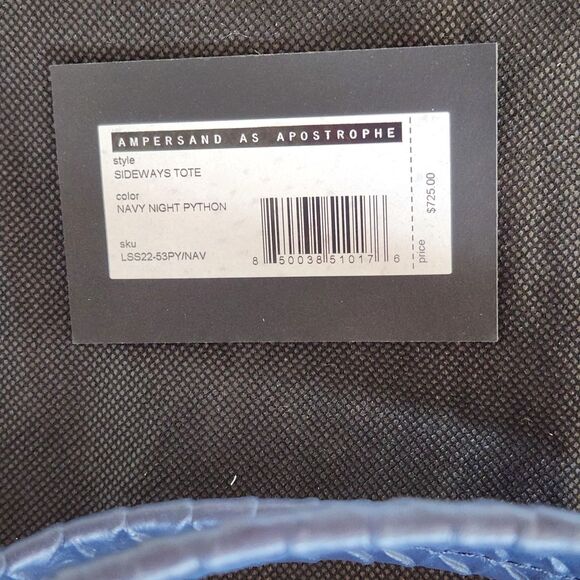 AMPERSAND AS APOSTROPHE
style
SIDEWAYS TOTE
color
NAVY NIGHT PYTHON
sku
LSS22-53PY/NAV
8 50038 51017 6
price $725.00